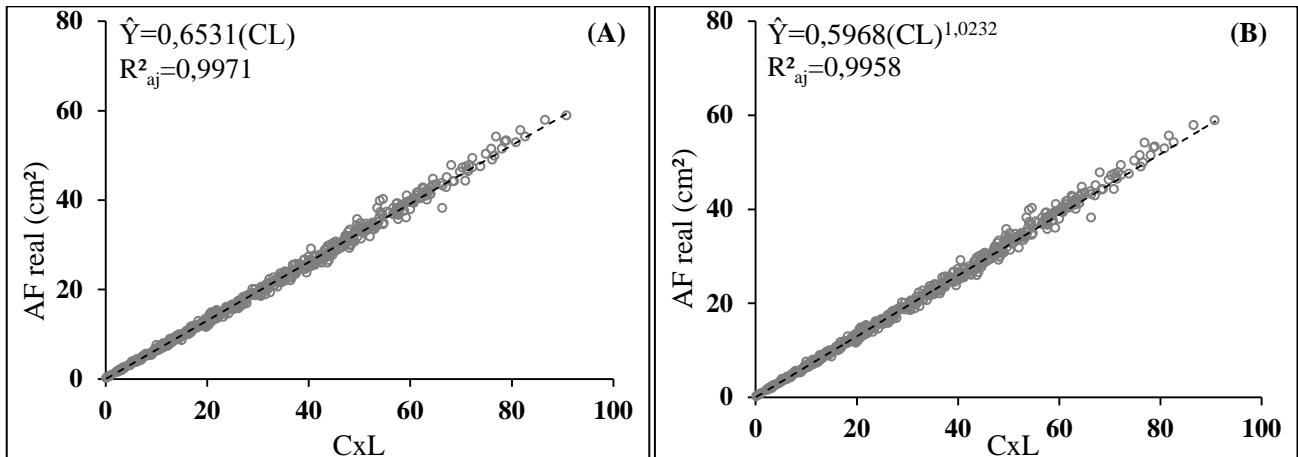 Ŷ=0,6531(CL)
(A)
R²aj=0,9971
AF real (cm²)
80
60
40
20
0
0 20 40 60 80 100
CxL
Ŷ=0,5968(CL)^1,0232
(B)
R²aj=0,9958
AF real (cm²)
80
60
40
20
0
0 20 40 60 80 100
CxL